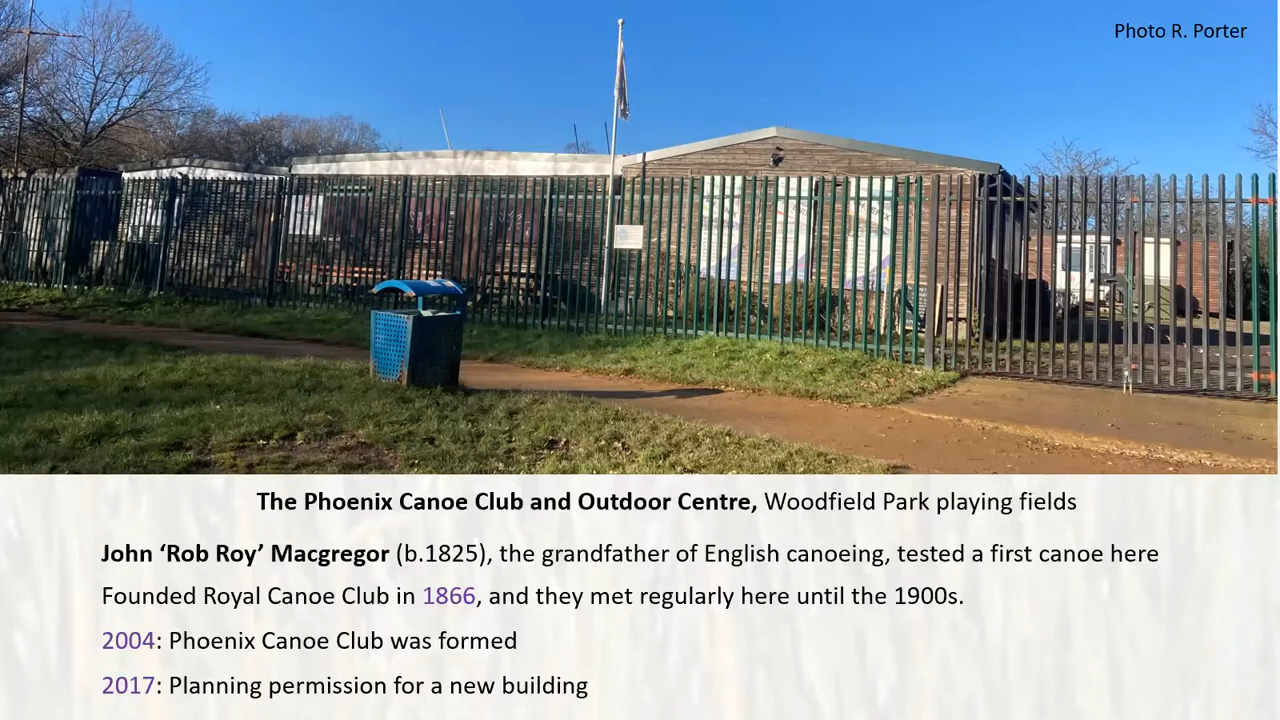 Photo R. Porter
The Phoenix Canoe Club and Outdoor Centre, Woodfield Park playing fields
John ‘Rob Roy’ Macgregor (b.1825), the grandfather of English canoeing, tested a first canoe here
Founded Royal Canoe Club in 1866, and they met regularly here until the 1900s.
2004: Phoenix Canoe Club was formed
2017: Planning permission for a new building